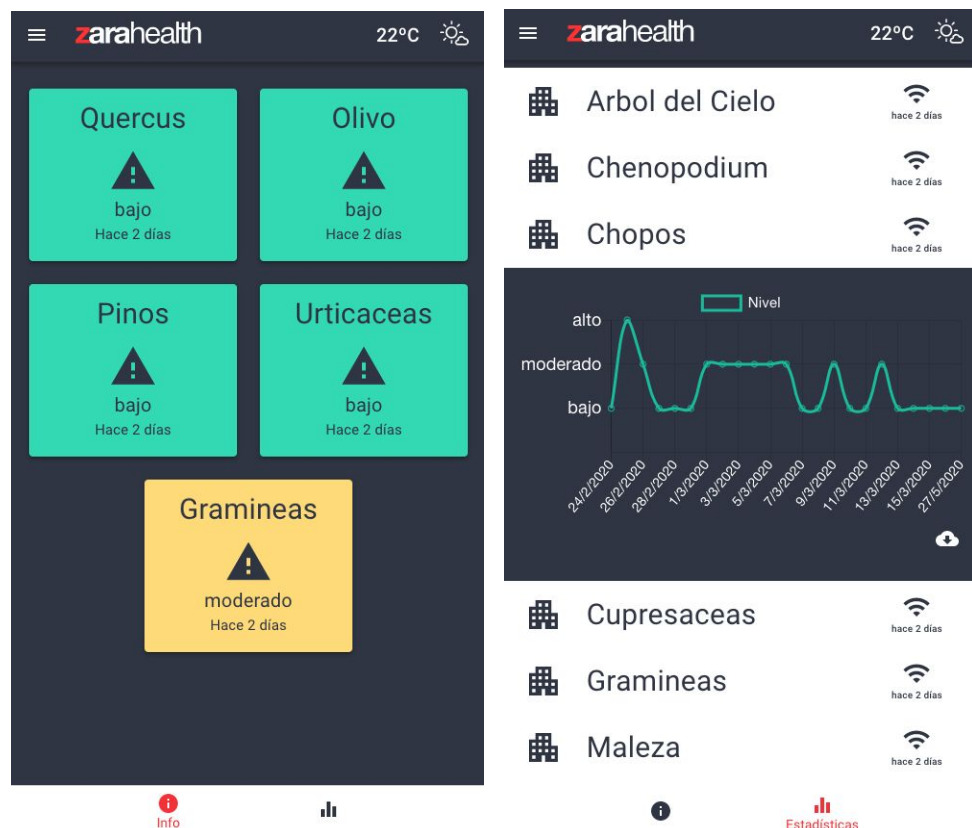 zarahealth 22ºC
Quercus
bajo
Hace 2 días
Olivo
bajo
Hace 2 días
Pinos
bajo
Hace 2 días
Urticaceas
bajo
Hace 2 días
Gramineas
moderado
Hace 2 días
Info
zarahealth 22ºC
Arbol del Cielo
hace 2 días
Chenopodium
hace 2 días
Chopos
hace 2 días
Nivel
alto
moderado
bajo
24/2/2020
26/2/2020
28/2/2020
1/3/2020
3/3/2020
5/3/2020
7/3/2020
9/3/2020
11/3/2020
13/3/2020
15/3/2020
27/5/2020
Cupresaceas
hace 2 días
Gramineas
hace 2 días
Maleza
hace 2 días
Estadísticas